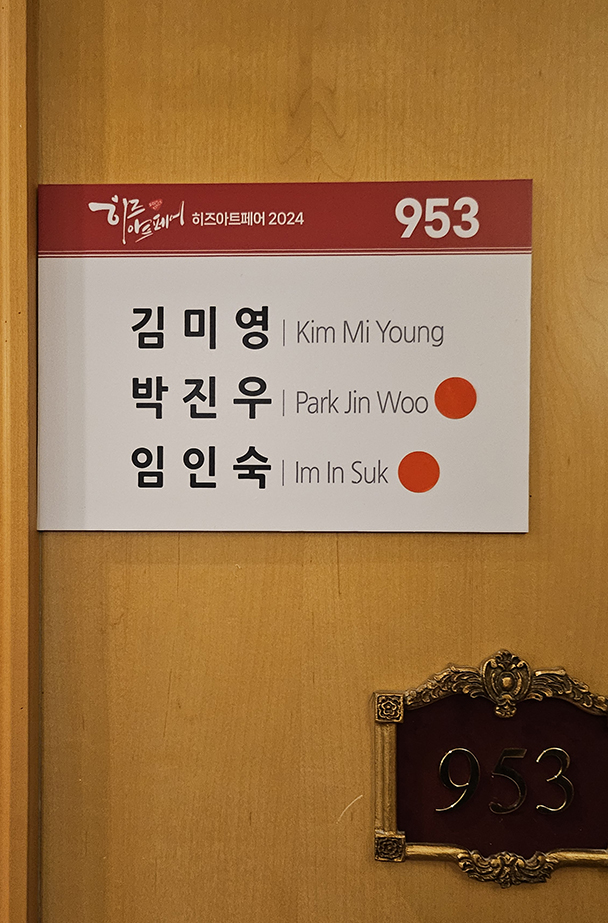 히즈
아트페어 히즈아트페어 2024 953
김미영 | Kim Mi Young
박진우 | Park Jin Woo
임인숙 | Im In Suk
953